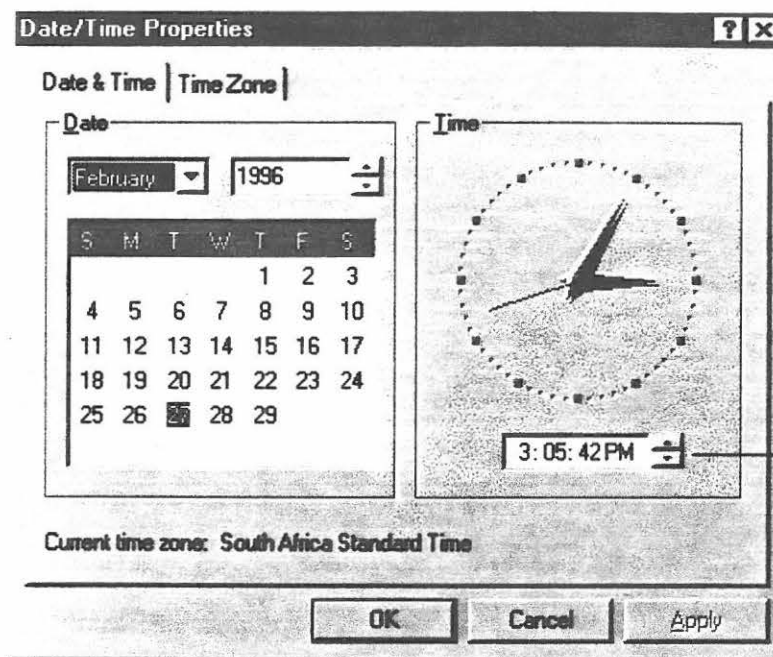 Date/Time Properties
? X
Date & Time | Time Zone
Date
February 1996
S M T W T F S
1 2 3
4 5 6 7 8 9 10
11 12 13 14 15 16 17
18 19 20 21 22 23 24
25 26 27 28 29
Time
3: 05: 42 PM
Current time zone: South Africa Standard Time
OK Cancel Apply